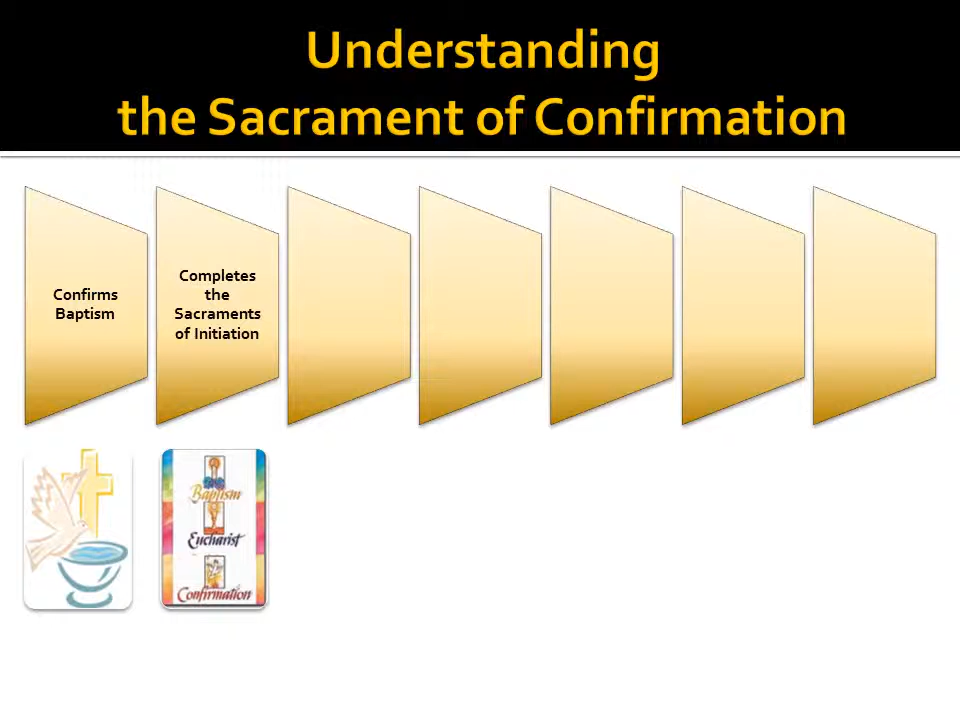 Understanding
the Sacrament of Confirmation
Confirms
Baptism
Completes
the
Sacraments
of Initiation
Baptism
Eucharist
Confirmation